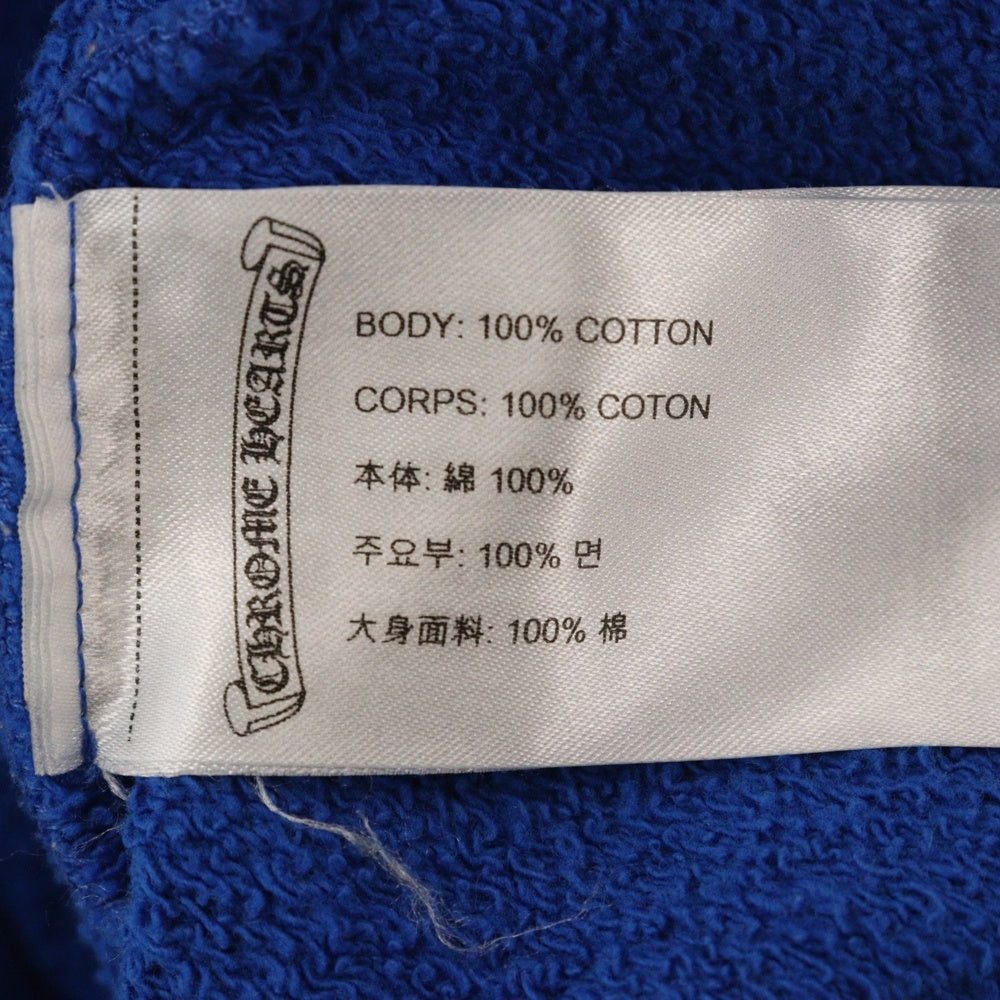 CHROME HEARTS
BODY: 100% COTTON
CORPS: 100% COTON
本体: 綿 100%
주요부: 100% 면
大身面料: 100% 棉